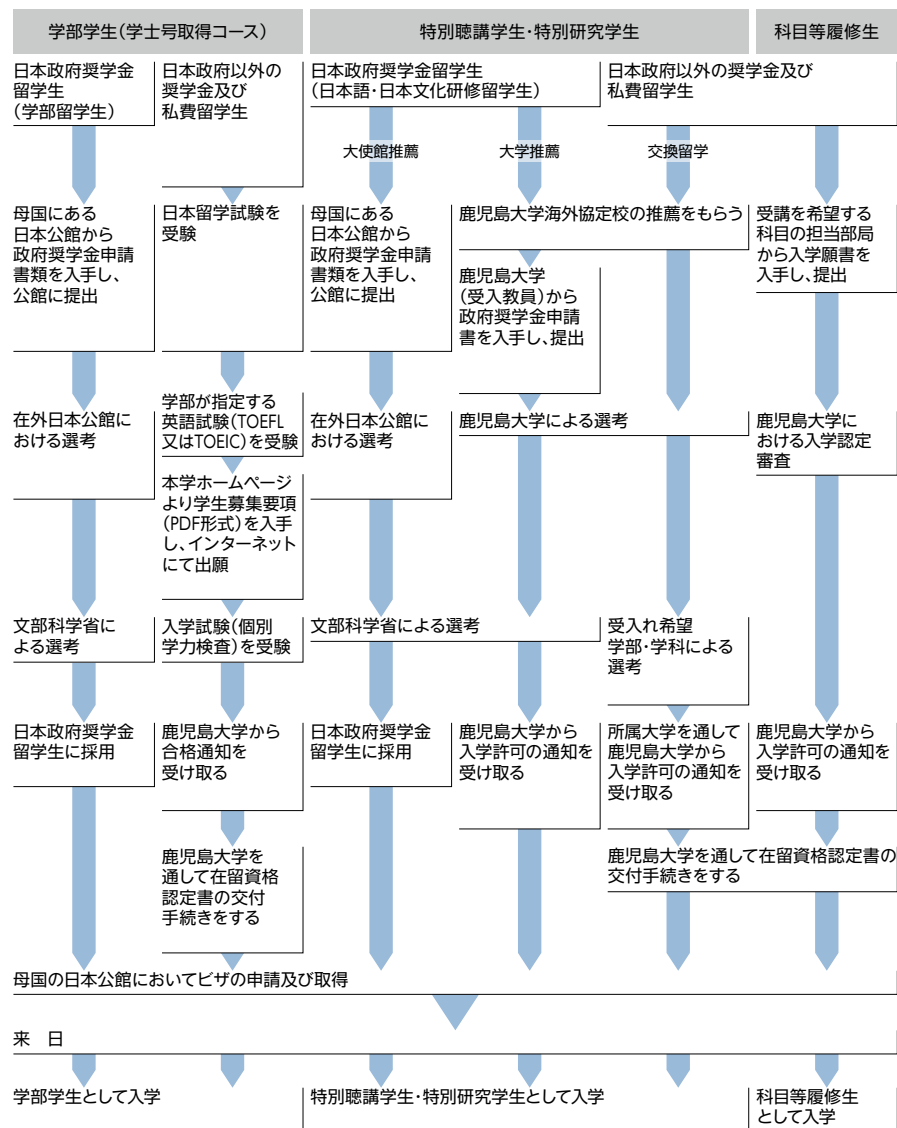 学部学生(学士号取得コース)
特別聴講学生・特別研究学生
科目等履修生
日本政府奨学金
留学生
(学部留学生)
日本政府以外の
奨学金及び
私費留学生
日本政府奨学金留学生
(日本語・日本文化研修留学生)
日本政府以外の奨学金及び
私費留学生
大使館推薦
大学推薦
交換留学
母国にある
日本公館から
政府奨学金申請
書類を入手し、
公館に提出
日本留学試験を
受験
母国にある
日本公館から
政府奨学金申請
書類を入手し、
公館に提出
鹿児島大学海外協定校の推薦をもらう
鹿児島大学
(受入教員)から
政府奨学金申請
書を入手し、提出
受講を希望する
科目の担当部局
から入学願書を
入手し、提出
在外日本公館に
おける選考
学部が指定する
英語試験(TOEFL
又はTOEIC)を受験
本学ホームページ
より学生募集要項
(PDF形式)を入手
し、インターネット
にて出願
在外日本公館に
おける選考
鹿児島大学による選考
鹿児島大学に
おける入学認定
審査
文部科学省に
よる選考
入学試験(個別
学力検査)を受験
文部科学省による選考
受入れ希望
学部・学科による
選考
日本政府奨学金
留学生に採用
鹿児島大学から
合格通知を
受け取る
日本政府奨学金
留学生に採用
鹿児島大学から
入学許可の通知を
受け取る
所属大学を通して
鹿児島大学から
入学許可の通知を
受け取る
鹿児島大学から
入学許可の通知を
受け取る
鹿児島大学を
通して在留資格
認定書の交付
手続きをする
鹿児島大学を通して在留資格認定書の
交付手続きをする
母国の日本公館においてビザの申請及び取得
来 日
学部学生として入学
特別聴講学生・特別研究学生として入学
科目等履修生
として入学